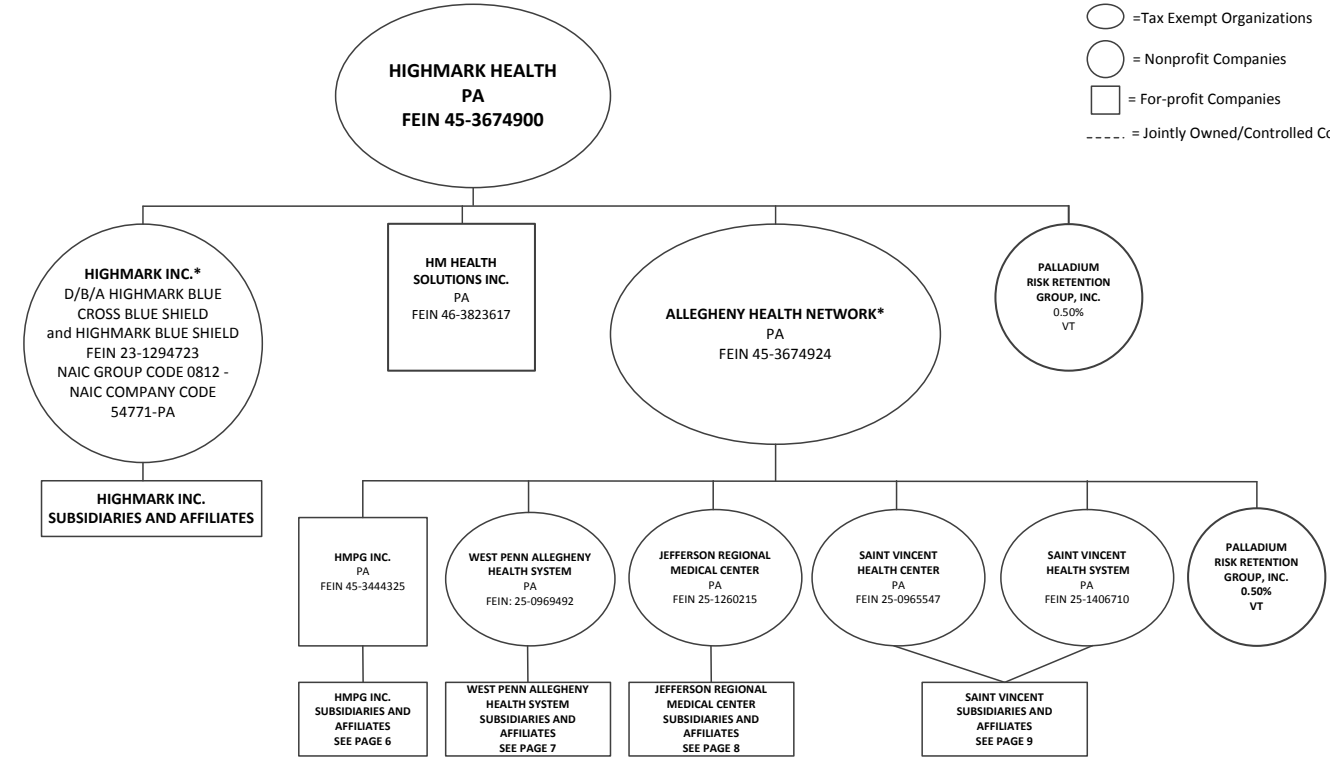 =Tax Exempt Organizations
= Nonprofit Companies
= For-profit Companies
= Jointly Owned/Controlled Co
HIGHMARK HEALTH
PA
FEIN 45-3674900
HIGHMARK INC.*
D/B/A HIGHMARK BLUE
CROSS BLUE SHIELD
and HIGHMARK BLUE SHIELD
FEIN 23-1294723
NAIC GROUP CODE 0812 -
NAIC COMPANY CODE
54771-PA
HM HEALTH
SOLUTIONS INC.
PA
FEIN 46-3823617
ALLEGHENY HEALTH NETWORK*
PA
FEIN 45-3674924
PALLADIUM
RISK RETENTION
GROUP, INC.
0.50%
VT
HIGHMARK INC.
SUBSIDIARIES AND AFFILIATES
HMPG INC.
PA
FEIN 45-3444325
WEST PENN ALLEGHENY
HEALTH SYSTEM
PA
FEIN: 25-0969492
JEFFERSON REGIONAL
MEDICAL CENTER
PA
FEIN 25-1260215
SAINT VINCENT
HEALTH CENTER
PA
FEIN 25-0965547
SAINT VINCENT
HEALTH SYSTEM
PA
FEIN 25-1406710
PALLADIUM
RISK RETENTION
GROUP, INC.
0.50%
VT
HMPG INC.
SUBSIDIARIES AND
AFFILIATES
SEE PAGE 6
WEST PENN ALLEGHENY
HEALTH SYSTEM
SUBSIDIARIES AND
AFFILIATES
SEE PAGE 7
JEFFERSON REGIONAL
MEDICAL CENTER
SUBSIDIARIES AND
AFFILIATES
SEE PAGE 8
SAINT VINCENT
SUBSIDIARIES AND
AFFILIATES
SEE PAGE 9